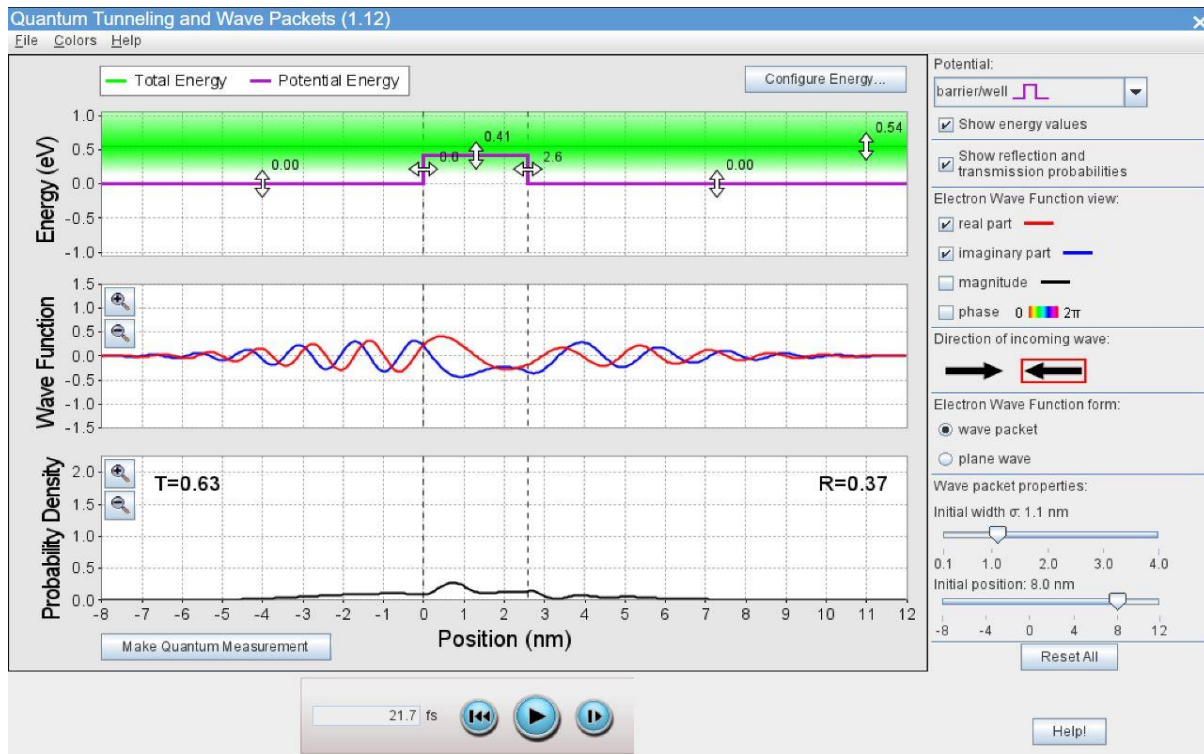 Quantum Tunneling and Wave Packets (1.12)
File Colors Help
Total Energy Potential Energy
Configure Energy...
Energy (eV)
1.0
0.5
0.0
-0.5
-1.0
0.00
0.0
0.41
2.6
0.00
0.54
Wave Function
1.5
1.0
0.5
0.0
-0.5
-1.0
-1.5
Probability Density
2.0
1.5
1.0
0.5
0.0
T=0.63
R=0.37
-8 -7 -6 -5 -4 -3 -2 -1 0 1 2 3 4 5 6 7 8 9 10 11 12
Position (nm)
Make Quantum Measurement
21.7 fs
Potential:
barrier/well
Show energy values
Show reflection and
transmission probabilities
Electron Wave Function view:
real part
imaginary part
magnitude
phase 0 2π
Direction of incoming wave:
Electron Wave Function form:
wave packet
plane wave
Wave packet properties:
Initial width σ: 1.1 nm
0.1 1.0 2.0 3.0 4.0
Initial position: 8.0 nm
-8 -4 0 4 8 12
Reset All
Help!